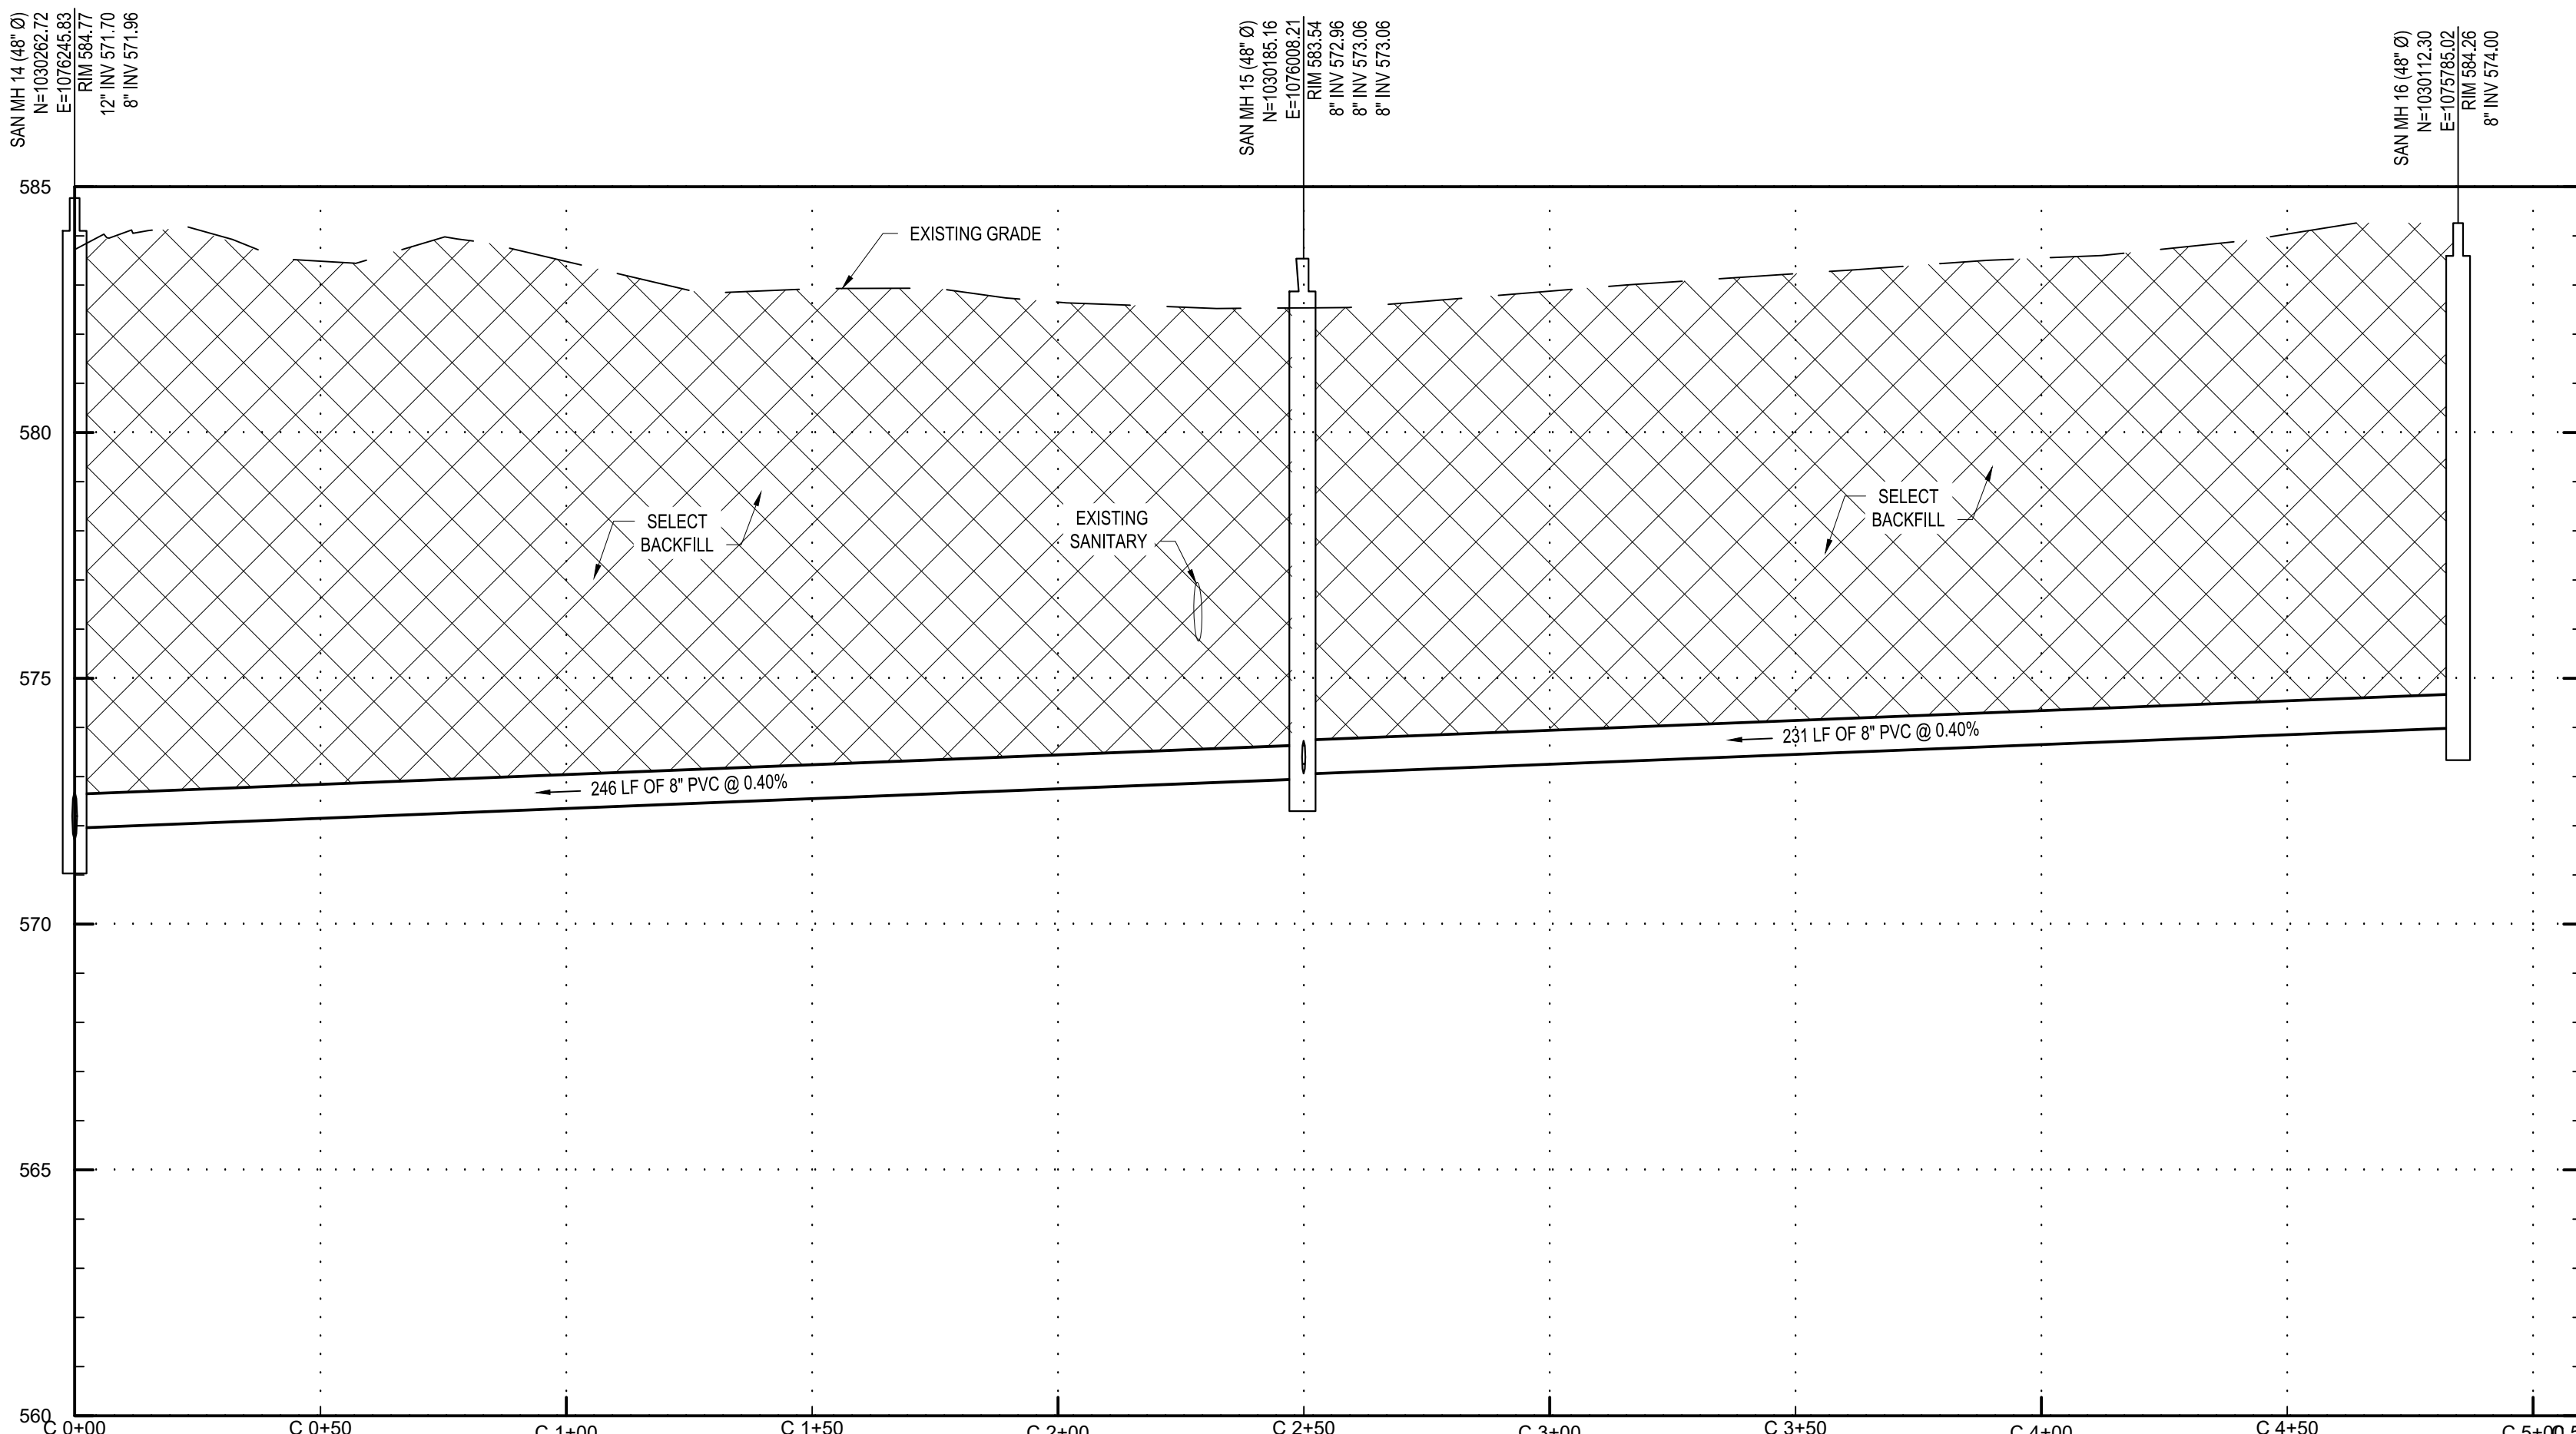 SAN MH 14 (48" Ø)
N=1030262.72
E=1076245.83
RIM 584.77
12" INV 571.70
8" INV 571.96
SAN MH 15 (48" Ø)
N=1030185.16
E=1076008.21
RIM 583.54
8" INV 572.96
8" INV 573.06
8" INV 573.06
SAN MH 16 (48" Ø)
N=1030112.30
E=1075785.02
RIM 584.26
8" INV 574.00
585
EXISTING GRADE
580
SELECT
BACKFILL
EXISTING
SANITARY
SELECT
BACKFILL
575
246 LF OF 8" PVC @ 0.40%
231 LF OF 8" PVC @ 0.40%
570
565
560
C 0+00
C 0+50
C 1+00
C 1+50
C 2+00
C 2+50
C 3+00
C 3+50
C 4+00
C 4+50
C 5+00